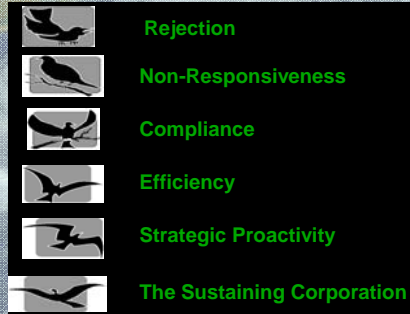 Rejection
Non-Responsiveness
Compliance
Efficiency
Strategic Proactivity
The Sustaining Corporation